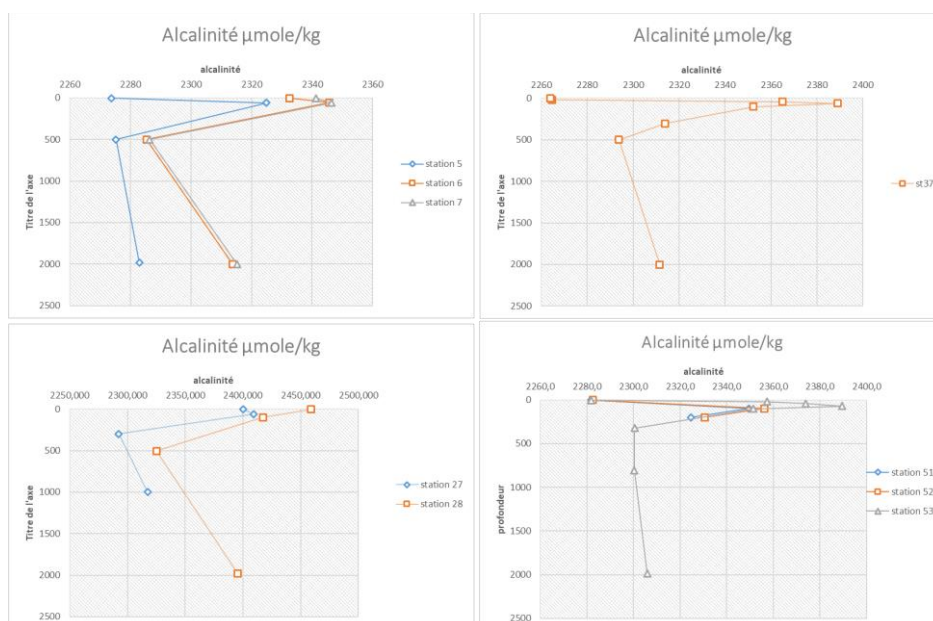 Alcalinité µmole/kg
alcalinité
2260 2280 2300 2320 2340 2360
0
500
1000
1500
2000
2500
Titre de l'axe
station 5
station 6
station 7
Alcalinité µmole/kg
alcalinité
2260 2280 2300 2320 2340 2360 2380 2400
0
500
1000
1500
2000
2500
Titre de l'axe
st37
Alcalinité µmole/kg
alcalinité
2250,000 2300,000 2350,000 2400,000 2450,000 2500,000
0
500
1000
1500
2000
2500
Titre de l'axe
station 27
station 28
Alcalinité µmole/kg
alcalinité
2260,0 2280,0 2300,0 2320,0 2340,0 2360,0 2380,0 2400,0
0
500
1000
1500
2000
2500
profondeur
station 51
station 52
station 53